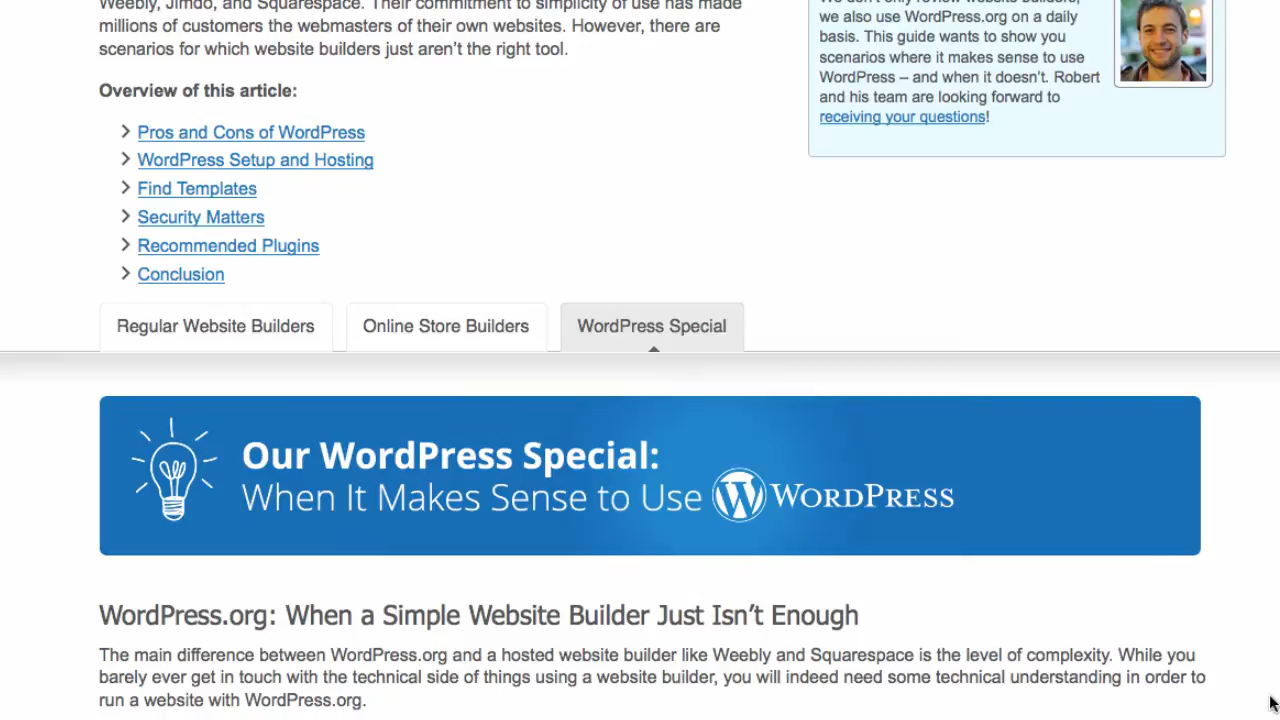 Weebly, Jimdo, and Squarespace. Their commitment to simplicity of use has made
millions of customers the webmasters of their own websites. However, there are
scenarios for which website builders just aren’t the right tool.
Overview of this article:
Pros and Cons of WordPress
WordPress Setup and Hosting
Find Templates
Security Matters
Recommended Plugins
Conclusion
We don't only review website builders,
we also use WordPress.org on a daily
basis. This guide wants to show you
scenarios where it makes sense to use
WordPress – and when it doesn’t. Robert
and his team are looking forward to
receiving your questions!
Regular Website Builders
Online Store Builders
WordPress Special
Our WordPress Special:
When It Makes Sense to Use WORDPRESS
WordPress.org: When a Simple Website Builder Just Isn’t Enough
The main difference between WordPress.org and a hosted website builder like Weebly and Squarespace is the level of complexity. While you
barely ever get in touch with the technical side of things using a website builder, you will indeed need some technical understanding in order to
run a website with WordPress.org.